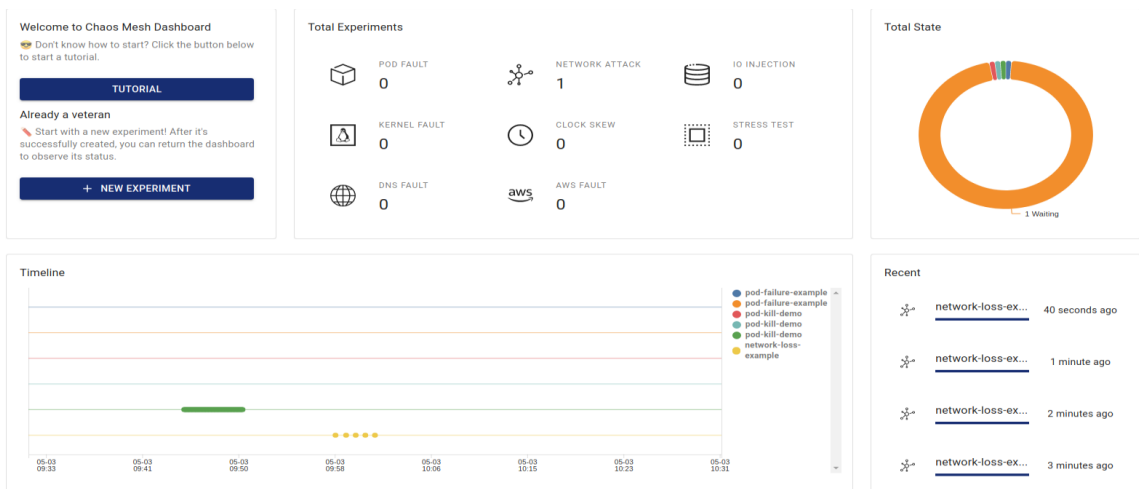 Welcome to Chaos Mesh Dashboard
😎 Don't know how to start? Click the button below
to start a tutorial.
TUTORIAL
Already a veteran
Start with a new experiment! After it's
successfully created, you can return the dashboard
to observe its status.
+ NEW EXPERIMENT
Total Experiments
POD FAULT
0
NETWORK ATTACK
1
IO INJECTION
0
KERNEL FAULT
0
CLOCK SKEW
0
STRESS TEST
0
DNS FAULT
0
aws
AWS FAULT
0
Total State
1 Waiting
Timeline
pod-failure-example
pod-failure-example
pod-kill-demo
pod-kill-demo
pod-kill-demo
network-loss-
example
05-03
09:33
05-03
09:41
05-03
09:50
05-03
09:58
05-03
10:06
05-03
10:15
05-03
10:23
05-03
10:31
Recent
network-loss-ex...
40 seconds ago
network-loss-ex...
1 minute ago
network-loss-ex...
2 minutes ago
network-loss-ex...
3 minutes ago